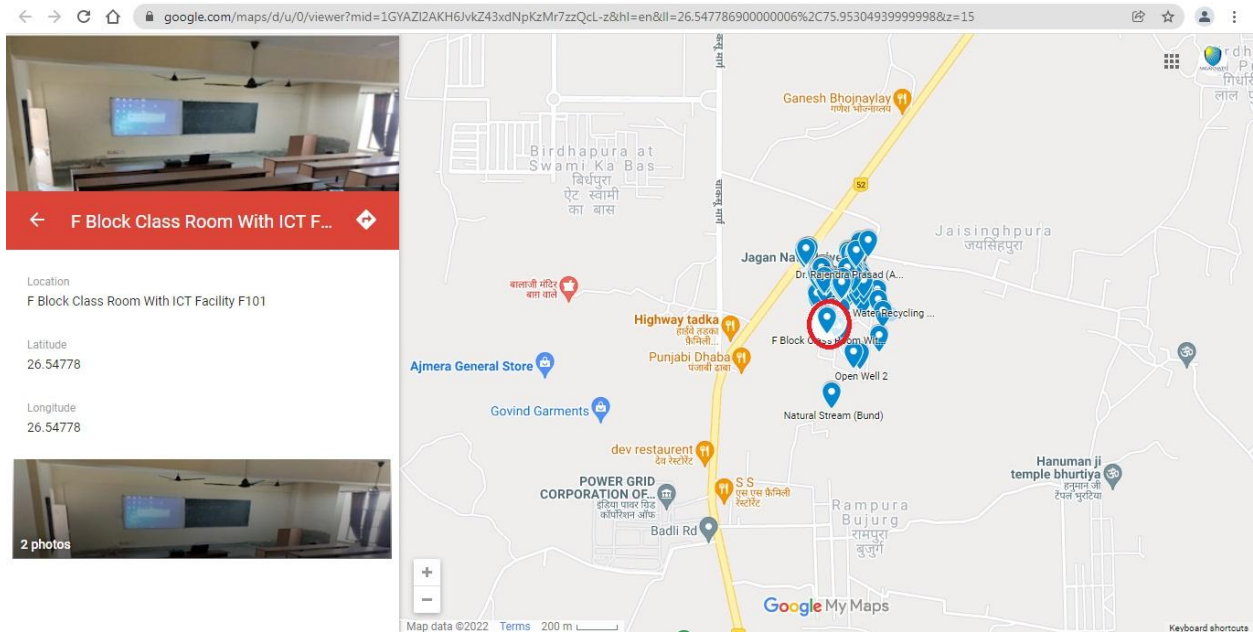 google.com/maps/d/u/0/viewer?mid=1GYAZl2AKH6JvkZ43xdNpKzMr7zzQcL-z&hl=en&ll=26.547786900000006%2C75.95304939999998&z=15
F Block Class Room With ICT F...
Location
F Block Class Room With ICT Facility F101
Latitude
26.54778
Longitude
26.54778
2 photos
Ganesh Bhojnaylay
गणेश भोजनालय
Birdhapura at
Swami Ka Bas
बिर्धपुरा
ऐट स्वामी
का बास
52
Jaisinghpura
जयसिंहपुरा
Jagan Na
Dr. Rajendra Prasad (A...
बालाजी मंदिर
बाग वाले
Water Recycling ...
Highway tadka
हाईवे तड़का
फ़ैमिली...
F Block Class Room Wit...
Punjabi Dhaba
पंजाबी ढाबा
Ajmera General Store
Open Well 2
Govind Garments
Natural Stream (Bund)
dev restaurent
देव रेस्टोरेंट
Hanuman ji
temple bhurtiya
हनुमान जी
टेंपल भुरटिया
POWER GRID
CORPORATION OF...
इंडिया पावर ग्रिड
कॉर्पोरेशन ऑफ
S S
एस एस फ़ैमिली
रेस्टोरेंट
Rampura
Bujurg
रामपुरा
बुजुर्ग
Badli Rd
Google My Maps
Map data ©2022
Terms
200 m
Keyboard shortcuts